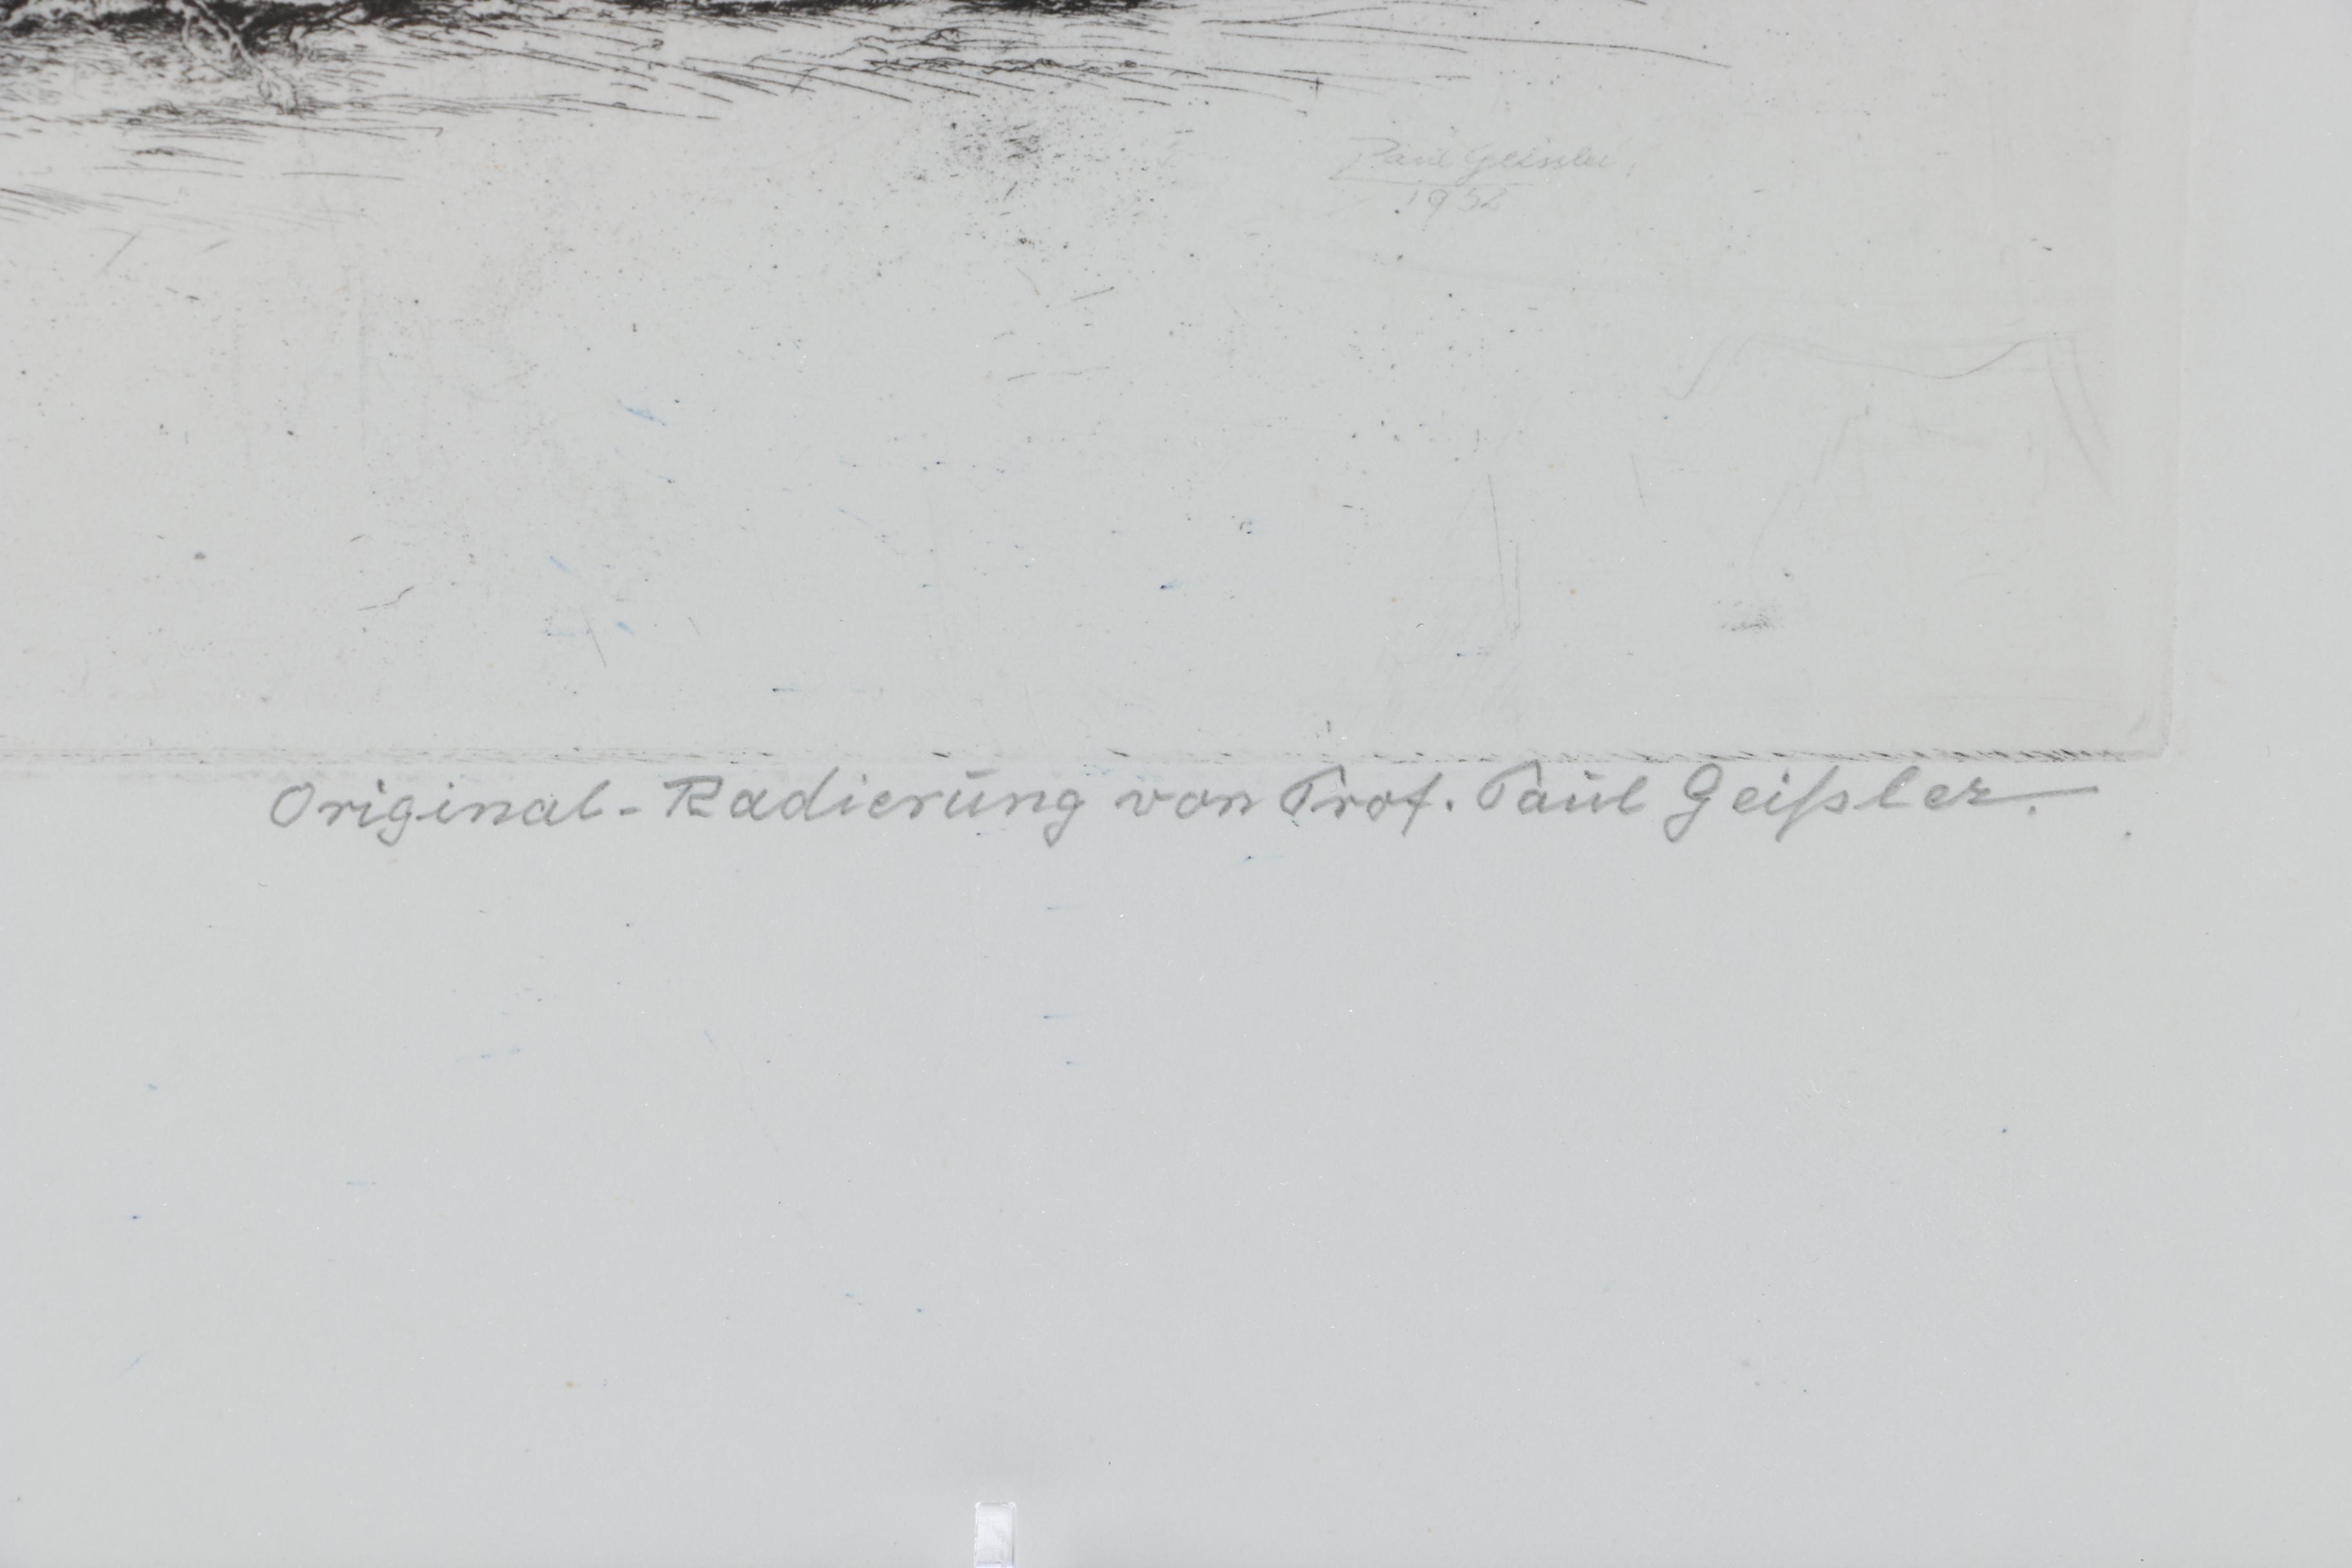 Paul Geissler
1932
Original-Radierung von Prof. Paul Geißler.